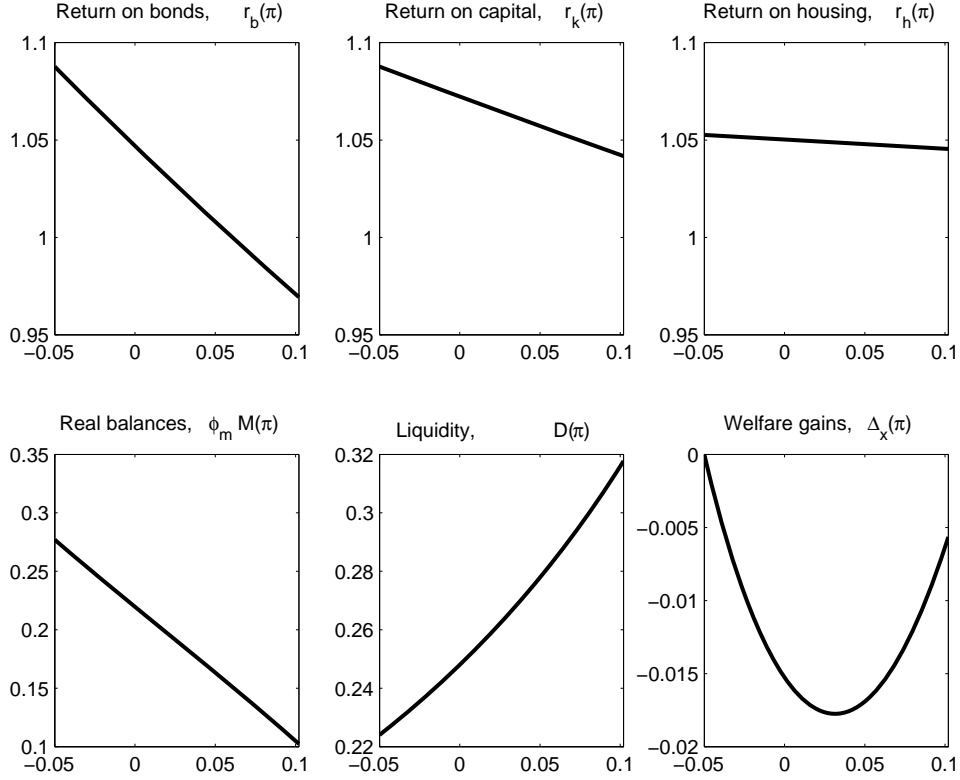 Return on bonds, r_b(π)
1.1
1.05
1
0.95
−0.05 0 0.05 0.1
Return on capital, r_k(π)
1.1
1.05
1
0.95
−0.05 0 0.05 0.1
Return on housing, r_h(π)
1.1
1.05
1
0.95
−0.05 0 0.05 0.1
Real balances, ϕ_m M(π)
0.35
0.3
0.25
0.2
0.15
0.1
−0.05 0 0.05 0.1
Liquidity, D(π)
0.32
0.3
0.28
0.26
0.24
0.22
−0.05 0 0.05 0.1
Welfare gains, Δ_x(π)
0
−0.005
−0.01
−0.015
−0.02
−0.05 0 0.05 0.1